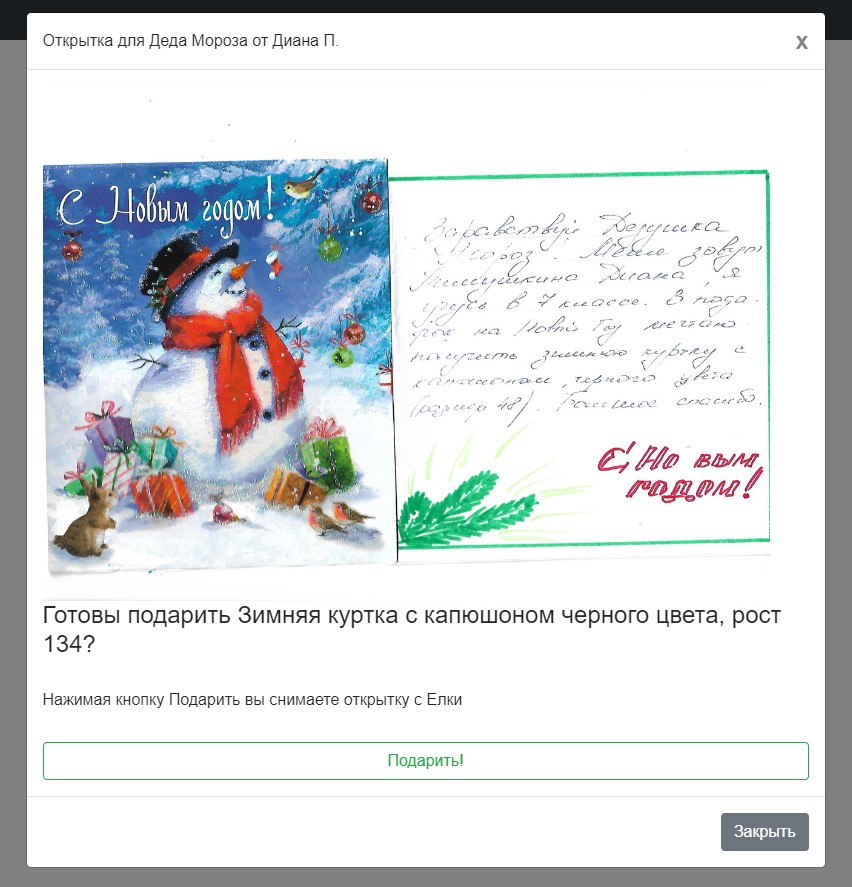 Открытка для Деда Мороза от Диана П.
x
С Новым годом!
Здравствуй Дедушка
Мороз! Меня зовут
Диана, я
учусь в 7 классе. В пода-
рок на Новый Год мечтаю
получить зимнюю куртку с
капюшоном, черного цвета
(размер 48). Большое спасибо.
С Новым
годом!
Готовы подарить Зимняя куртка с капюшоном черного цвета, рост
134?
Нажимая кнопку Подарить вы снимаете открытку с Елки
Подарить!
Закрыть